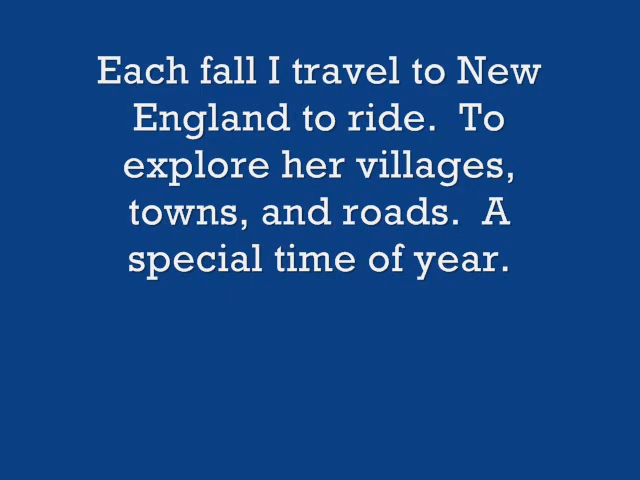 Each fall I travel to New
England to ride.  To
explore her villages,
towns, and roads.  A
special time of year.